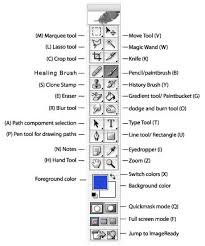 (M) Marquee tool
Move Tool (V)
(L) Lasso tool
Magic Wand (W)
(C) Crop tool
Knife (K)
Healing Brush
Pencil/paintbrush (B)
(S) Clone Stamp
History Brush (Y)
(E) Eraser
Gradient tool/ Paintbucket (G)
(R) Blur tool
dodge and burn tool (O)
(A) Path component selection
Type Tool (T)
(P) Pen tool for drawing paths
Line tool/ Rectangle (U)
(N) Notes
Eyedropper (I)
(H) Hand Tool
Zoom (Z)
Switch colors (X)
Foreground color
Background color
Quickmask mode (Q)
Full screen mode (F)
Jump to ImageReady